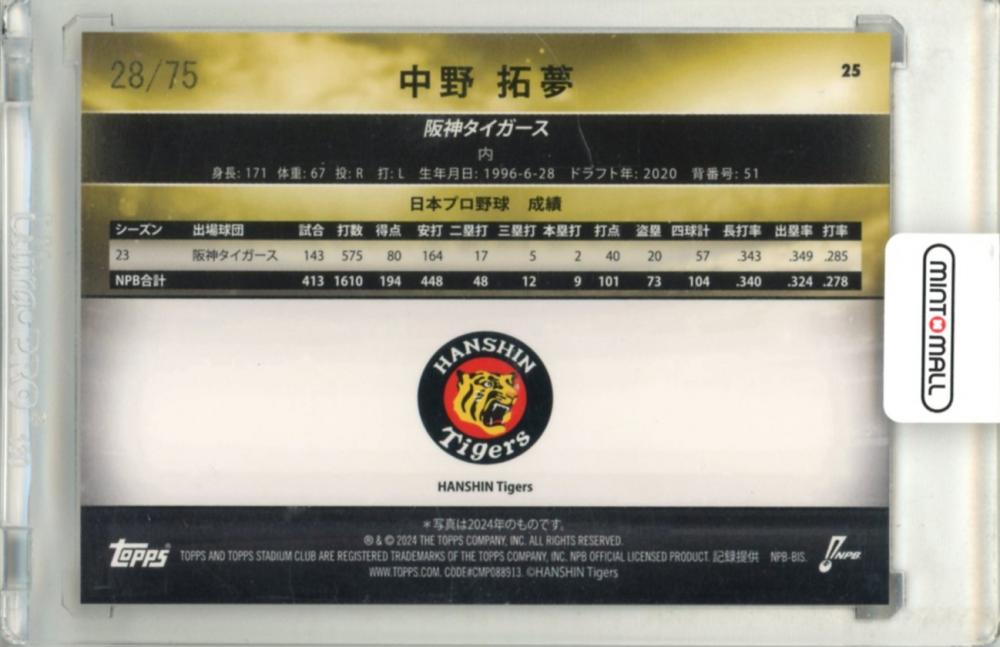 28/75
中野 拓夢
25
阪神タイガース
内
身長: 171 体重: 67 投: R 打: L 生年月日: 1996-6-28 ドラフト年: 2020 背番号: 51
日本プロ野球 成績
シーズン 出場球団 試合 打数 得点 安打 二塁打 三塁打 本塁打 打点 盗塁 四球計 長打率 出塁率 打率
23 阪神タイガース 143 575 80 164 17 5 2 40 20 57 .343 .349 .285
NPB合計 413 1610 194 448 48 12 9 101 73 104 .340 .324 .278
MINT MALL
HANSHIN
Tigers
HANSHIN Tigers
*写真は2024年のものです。
® & © 2024 THE TOPPS COMPANY, INC. ALL RIGHTS RESERVED.
TOPPS AND TOPPS STADIUM CLUB ARE REGISTERED TRADEMARKS OF THE TOPPS COMPANY, INC. NPB OFFICIAL LICENSED PRODUCT. 記録提供 NPB-BIS.
WWW.TOPPS.COM. CODE#CMP088913. ©HANSHIN Tigers
Topps®
NPB